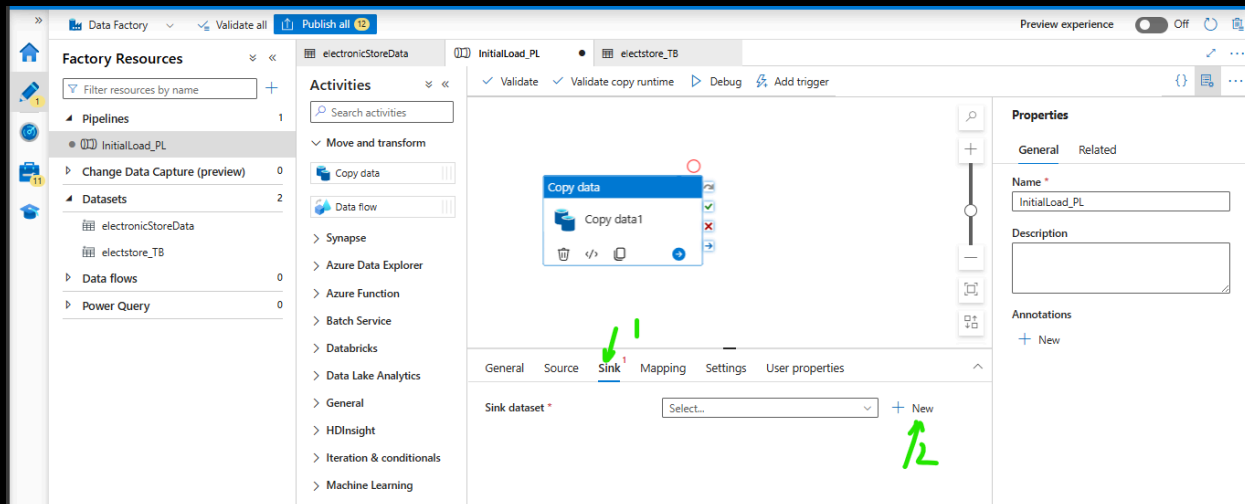 »
Data Factory
Validate all
Publish all 12
Preview experience
Off
Factory Resources
Filter resources by name
Pipelines 1
InitialLoad_PL
Change Data Capture (preview) 0
Datasets 2
electronicStoreData
electstore_TB
Data flows 0
Power Query 0
1
11
electronicStoreData
InitialLoad_PL
electstore_TB
Activities
Search activities
Move and transform
Copy data
Data flow
Synapse
Azure Data Explorer
Azure Function
Batch Service
Databricks
Data Lake Analytics
General
HDInsight
Iteration & conditionals
Machine Learning
Validate
Validate copy runtime
Debug
Add trigger
Copy data
Copy data1
1
General
Source
Sink 1
Mapping
Settings
User properties
Sink dataset *
Select...
New
2
Properties
General
Related
Name *
InitialLoad_PL
Description
Annotations
New